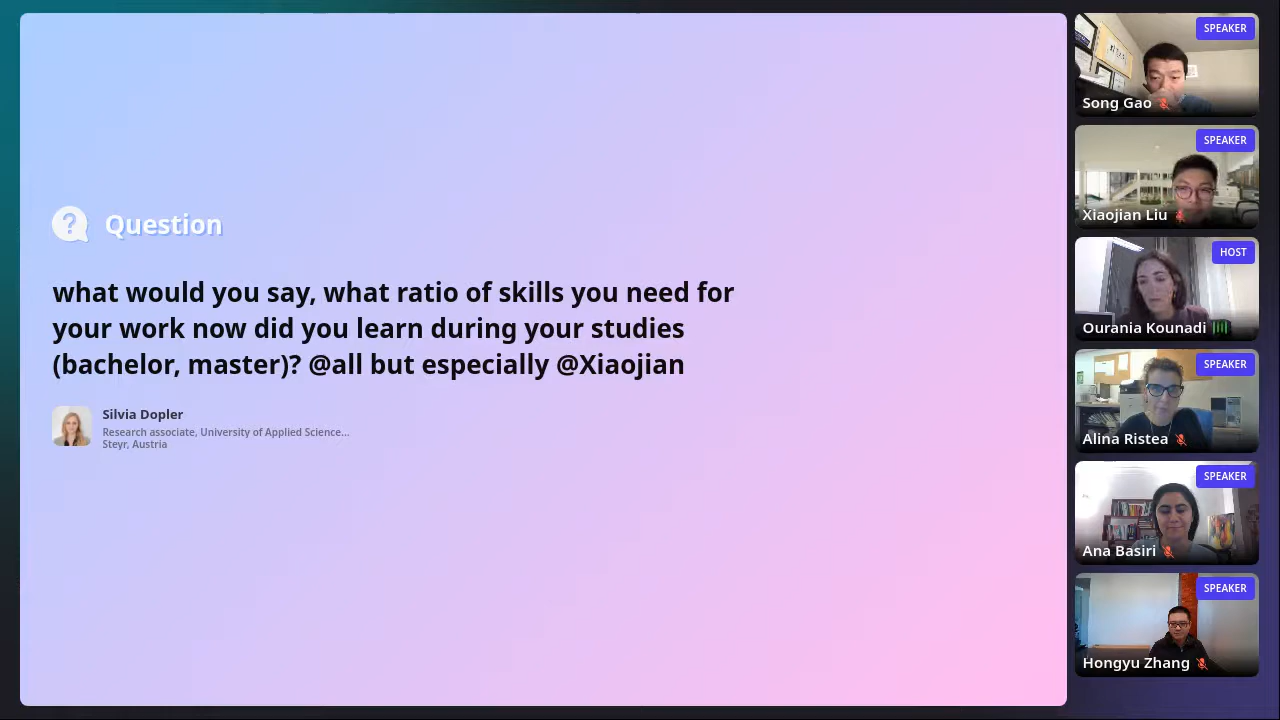 Question
what would you say, what ratio of skills you need for
your work now did you learn during your studies
(bachelor, master)? @all but especially @Xiaojian
Silvia Dopler
Research associate, University of Applied Science...
Steyr, Austria
SPEAKER
Song Gao
SPEAKER
Xiaojian Liu
HOST
Ourania Kounadi
SPEAKER
Alina Ristea
SPEAKER
Ana Basiri
SPEAKER
Hongyu Zhang